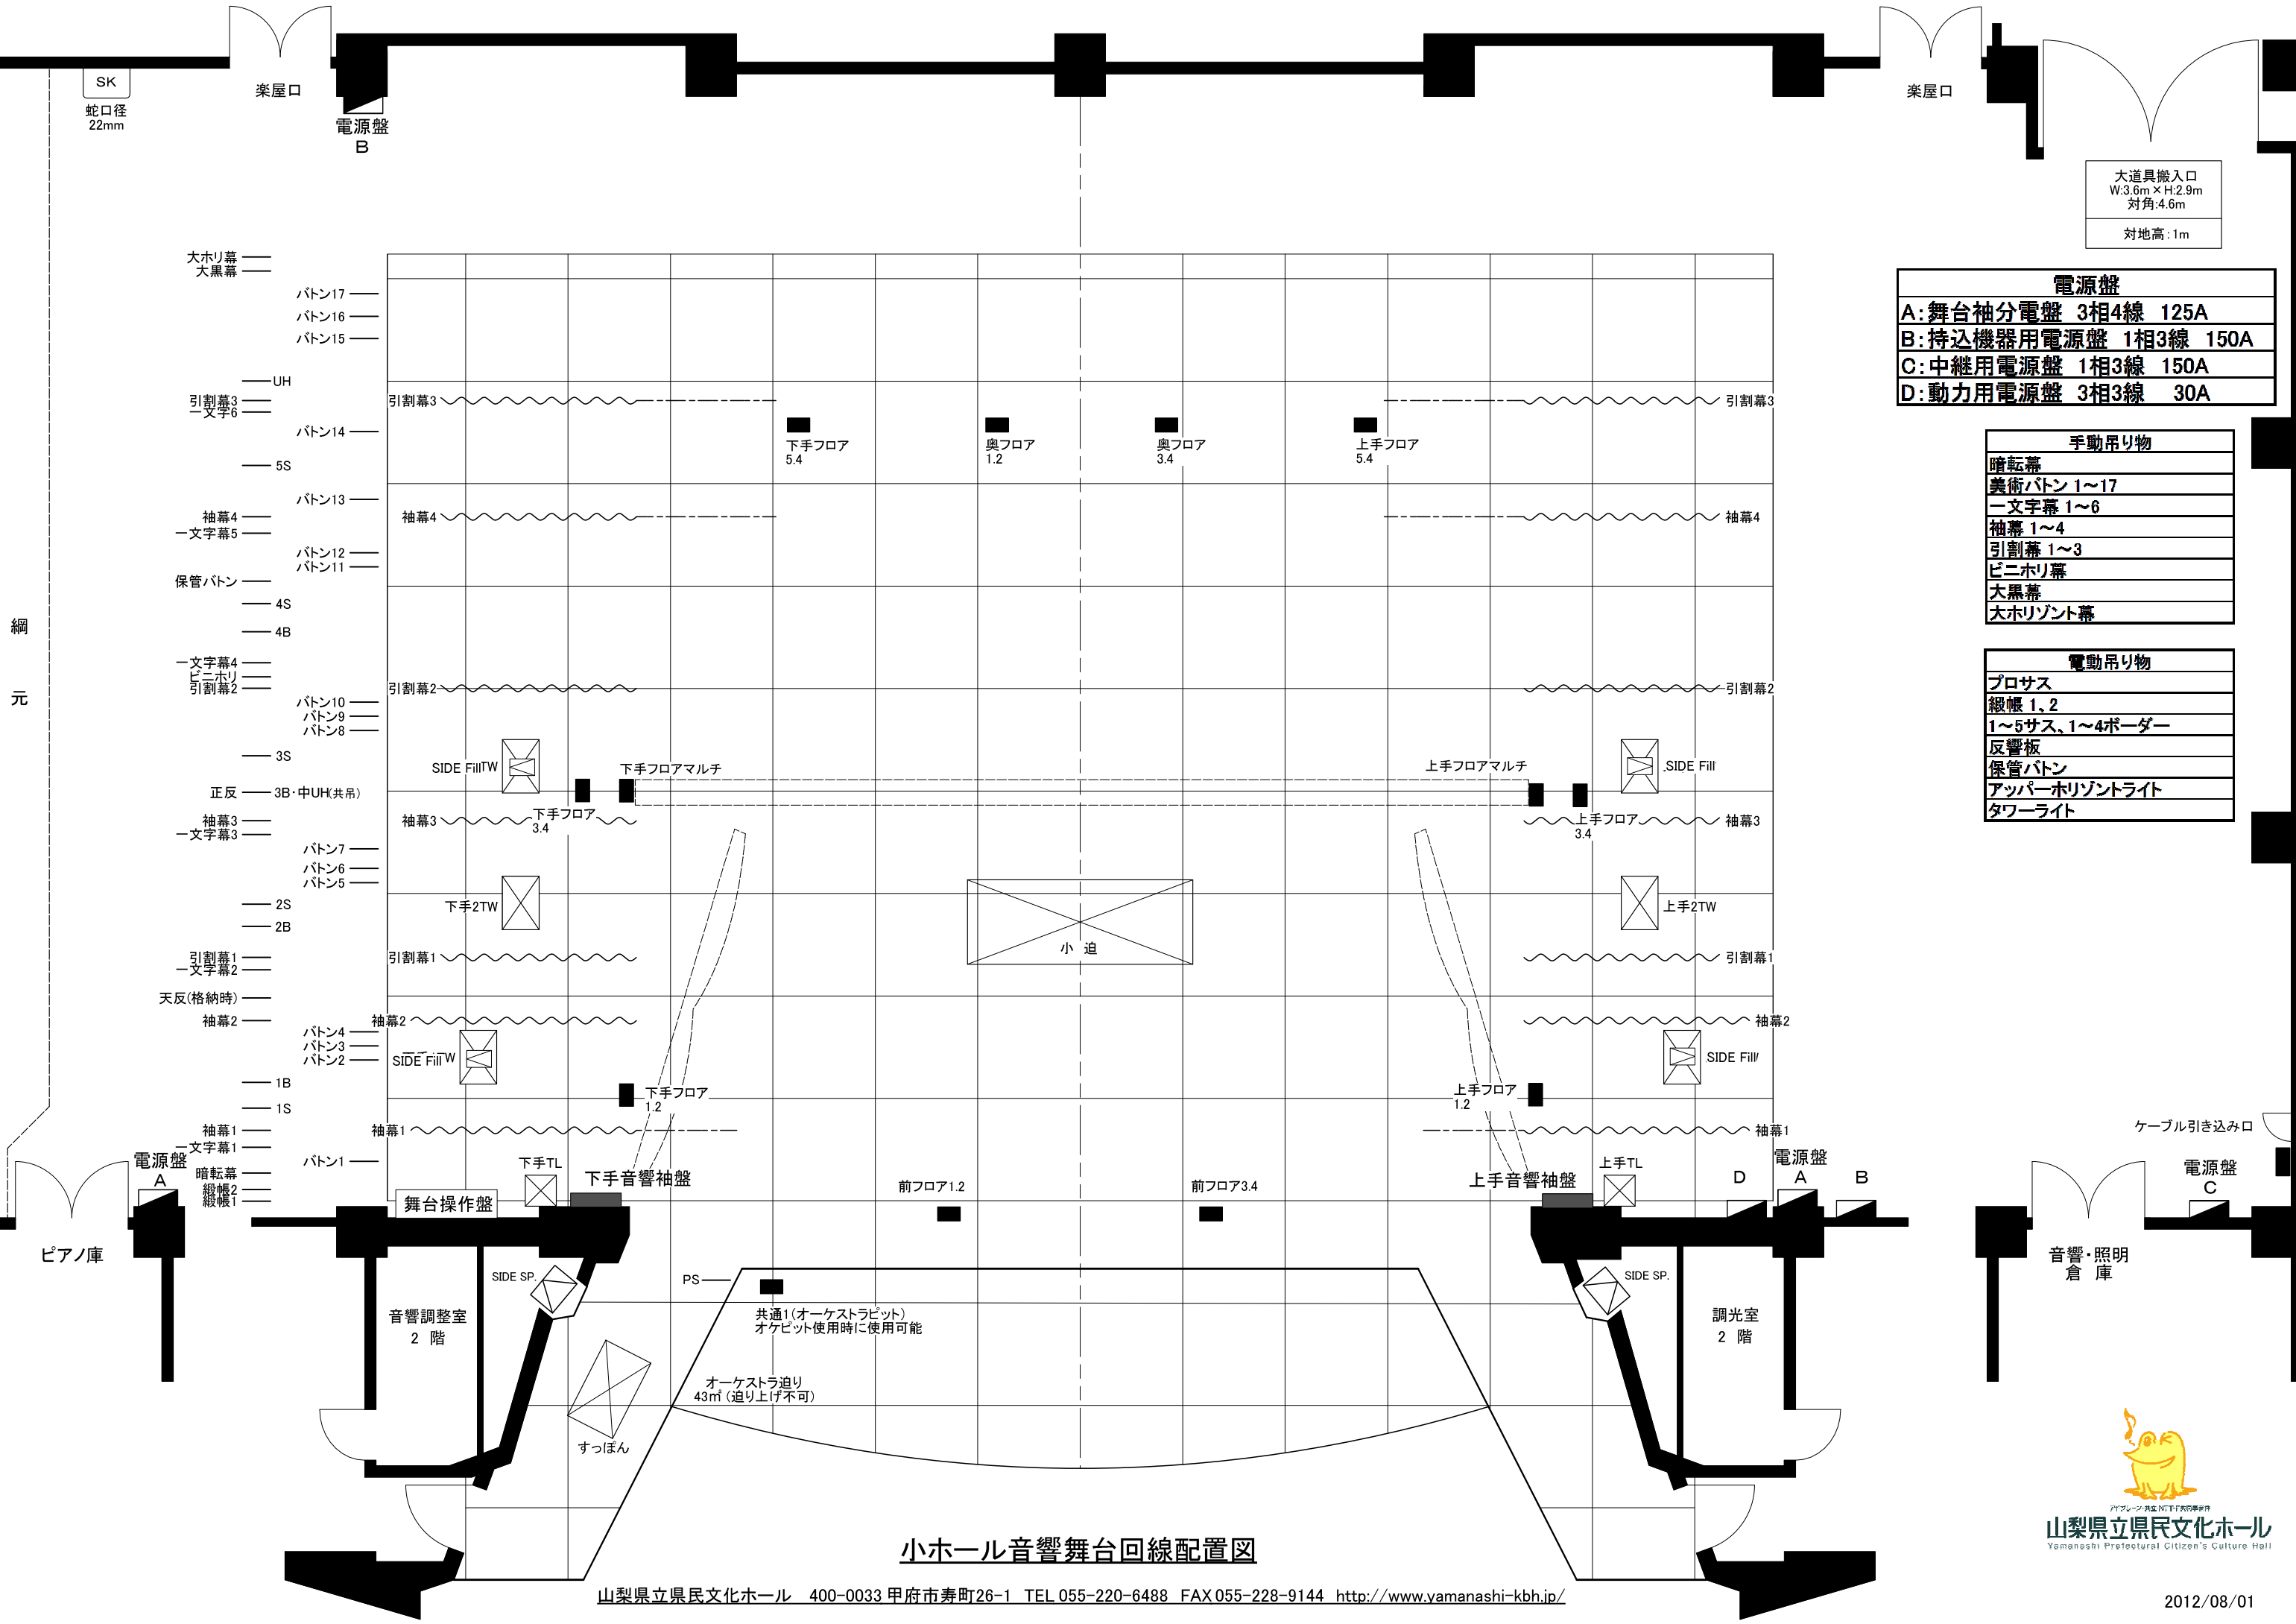 SK
蛇口径
22mm
楽屋口
電源盤
B
楽屋口
大道具搬入口
W:3.6m×H:2.9m
対角:4.6m
対地高:1m
電源盤
A:舞台袖分電盤 3相4線 125A
B:持込機器用電源盤 1相3線 150A
C:中継用電源盤 1相3線 150A
D:動力用電源盤 3相3線 30A
手動吊り物
暗転幕
美術バトン 1～17
一文字幕 1～6
袖幕 1～4
引割幕 1～3
ビニホリ幕
大黒幕
大ホリゾント幕
電動吊り物
プロサス
緞帳 1、2
1～5サス、1～4ボーダー
反響板
保管バトン
アッパーホリゾントライト
タワーライト
綱
元
大ホリ幕
大黒幕
バトン17
バトン16
バトン15
UH
引割幕3
一文字6
バトン14
5S
バトン13
袖幕4
一文字幕5
バトン12
バトン11
保管バトン
4S
4B
一文字幕4
ビニホリ
引割幕2
バトン10
バトン9
バトン8
3S
正反
3B・中UH(共吊)
袖幕3
一文字幕3
バトン7
バトン6
バトン5
2S
2B
引割幕1
一文字幕2
天反(格納時)
袖幕2
バトン4
バトン3
バトン2
1B
1S
袖幕1
一文字幕1
バトン1
暗転幕
緞帳2
緞帳1
引割幕3
引割幕3
下手フロア
5.4
奥フロア
1.2
奥フロア
3.4
上手フロア
5.4
袖幕4
袖幕4
引割幕2
引割幕2
SIDE Fill TW
下手フロアマルチ
上手フロアマルチ
SIDE Fill
下手フロア
3.4
上手フロア
3.4
袖幕3
袖幕3
下手2TW
上手2TW
小 迫
引割幕1
引割幕1
袖幕2
袖幕2
SIDE Fill W
SIDE Fill
下手フロア
1.2
上手フロア
1.2
袖幕1
袖幕1
ケーブル引き込み口
電源盤
A
舞台操作盤
下手TL
下手音響袖盤
前フロア1.2
前フロア3.4
上手音響袖盤
上手TL
D
電源盤
A
B
電源盤
C
ピアノ庫
音響・照明
倉 庫
SIDE SP.
PS
SIDE SP.
音響調整室
2 階
共通1(オーケストラピット)
オケピット使用時に使用可能
調光室
2 階
オーケストラ迫り
43㎡(迫り上げ不可)
すっぽん
小ホール音響舞台回線配置図
山梨県立県民文化ホール 400-0033 甲府市寿町26-1 TEL 055-220-6488 FAX 055-228-9144 http://www.yamanashi-kbh.jp/
山梨県立県民文化ホール
Yamanashi Prefectural Citizen's Culture Hall
2012/08/01